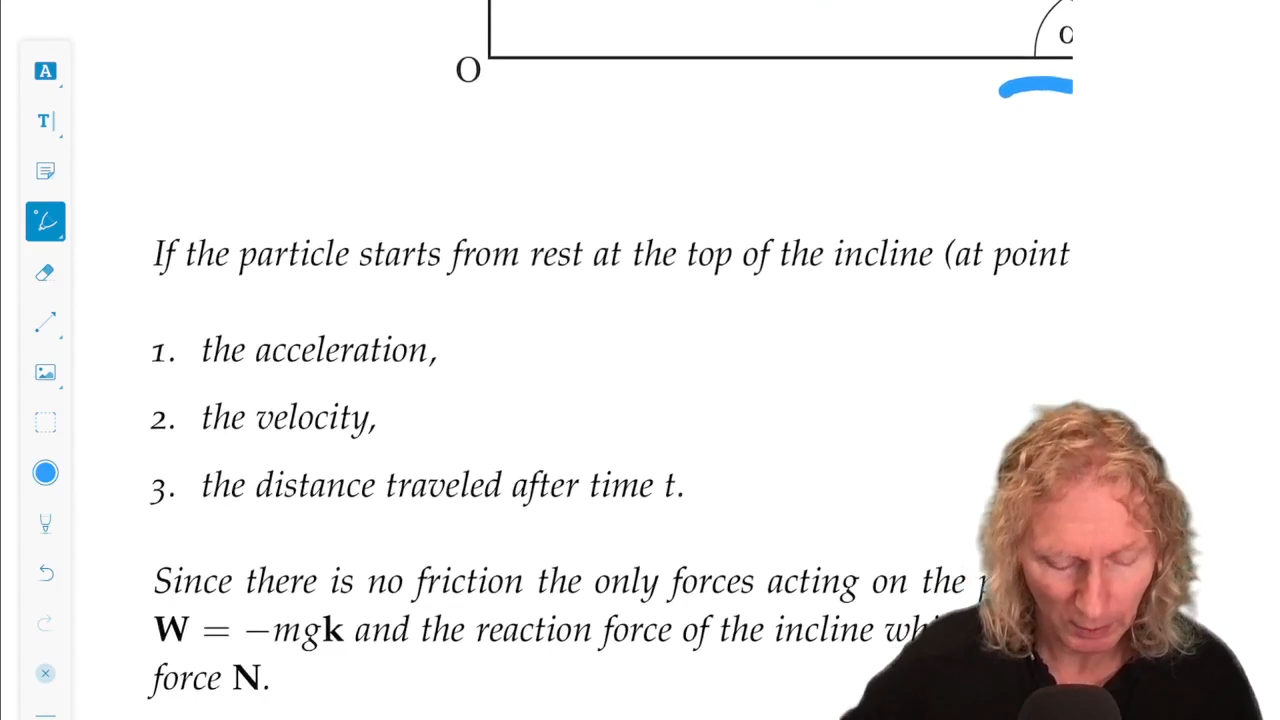 A
T
α
O
If the particle starts from rest at the top of the incline (at point
1. the acceleration,
2. the velocity,
3. the distance traveled after time t.
Since there is no friction the only forces acting on the
W = −mgk and the reaction force of the incline
force N.